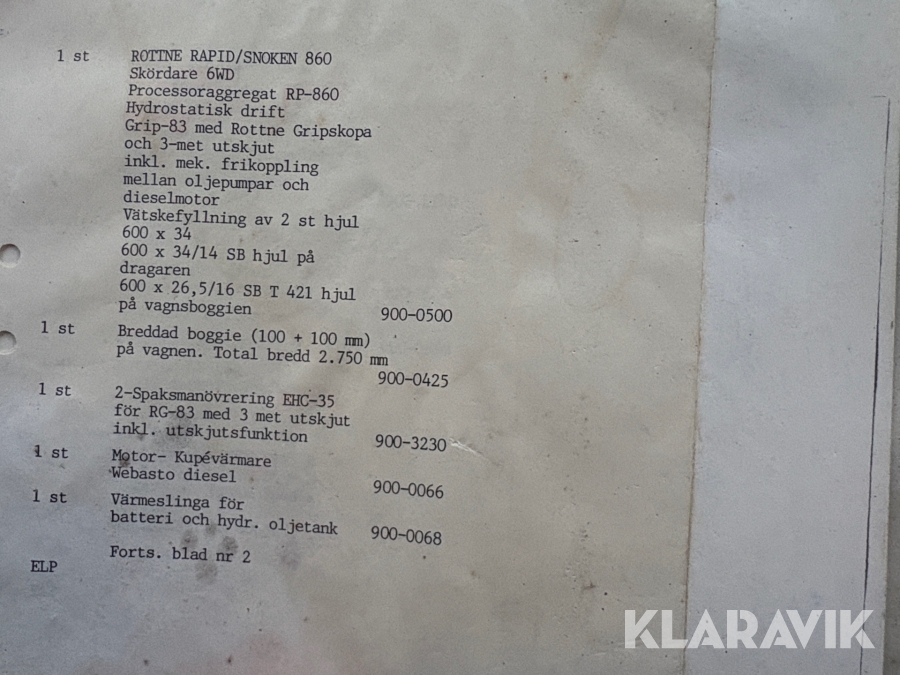 1 st ROTTNE RAPID/SNOKEN 860
Skördare 6WD
Processoraggregat RP-860
Hydrostatisk drift
Grip-83 med Rottne Gripskopa
och 3-met utskjut
inkl. mek. frikoppling
mellan oljepumpar och
dieselmotor
Vätskefyllning av 2 st hjul
600 x 34
600 x 34/14 SB hjul på
dragaren
600 x 26,5/16 SB T 421 hjul
på vagnsboggien 900-0500
1 st Breddad boggie (100 + 100 mm)
på vagnen. Total bredd 2.750 mm
900-0425
1 st 2-Spaksmanövrering EHC-35
för RG-83 med 3 met utskjut
inkl. utskjutsfunktion 900-3230
1 st Motor- Kupévärmare
Webasto diesel 900-0066
1 st Värmeslinga för
batteri och hydr. oljetank 900-0068
Forts. blad nr 2
ELP
KLARAVIK